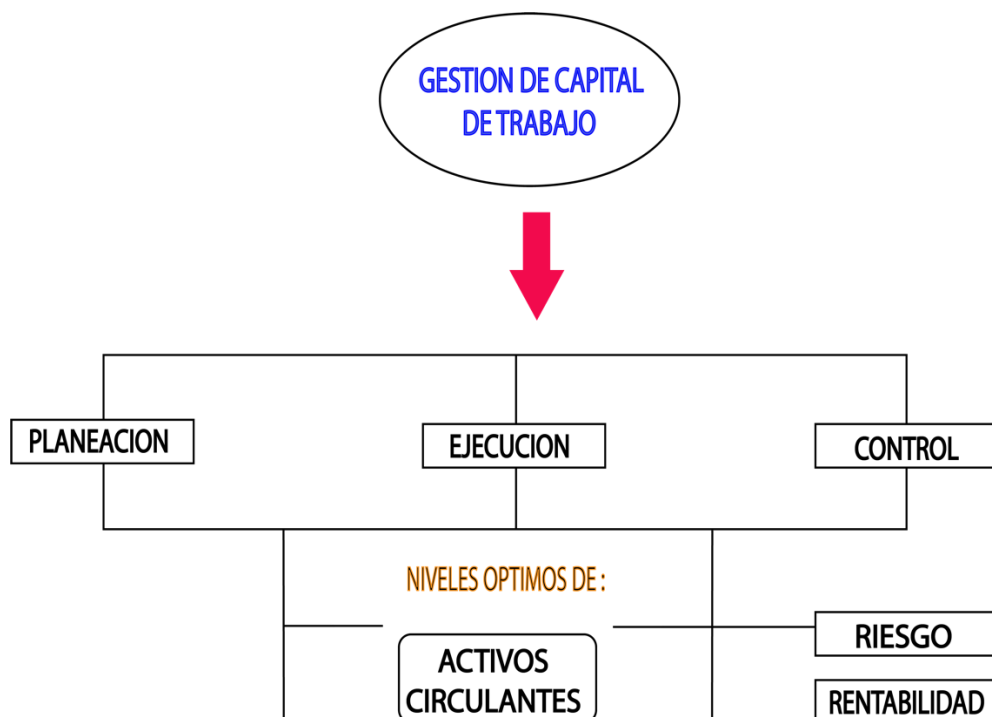 GESTION DE CAPITAL
DE TRABAJO
PLANEACION
EJECUCION
CONTROL
NIVELES OPTIMOS DE :
RIESGO
ACTIVOS
CIRCULANTES
RENTABILIDAD